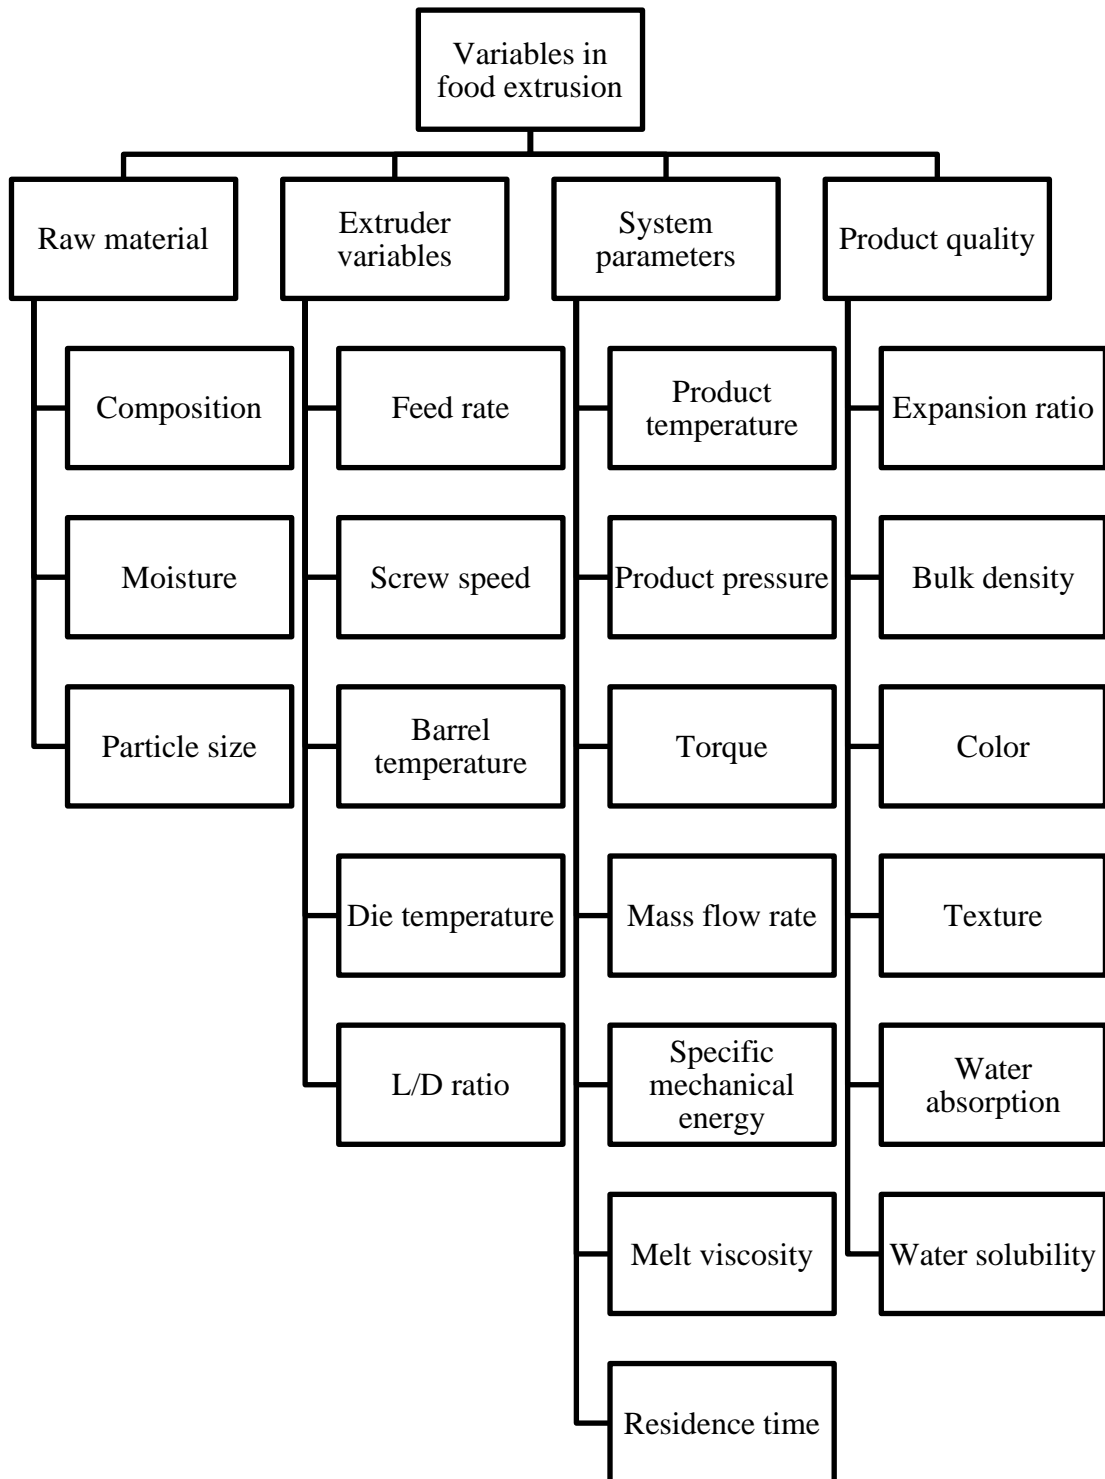 Variables in
food extrusion
Raw material
Extruder
variables
System
parameters
Product quality
Composition
Feed rate
Product
temperature
Expansion ratio
Moisture
Screw speed
Product pressure
Bulk density
Particle size
Barrel
temperature
Torque
Color
Die temperature
Mass flow rate
Texture
L/D ratio
Specific
mechanical
energy
Water
absorption
Melt viscosity
Water solubility
Residence time